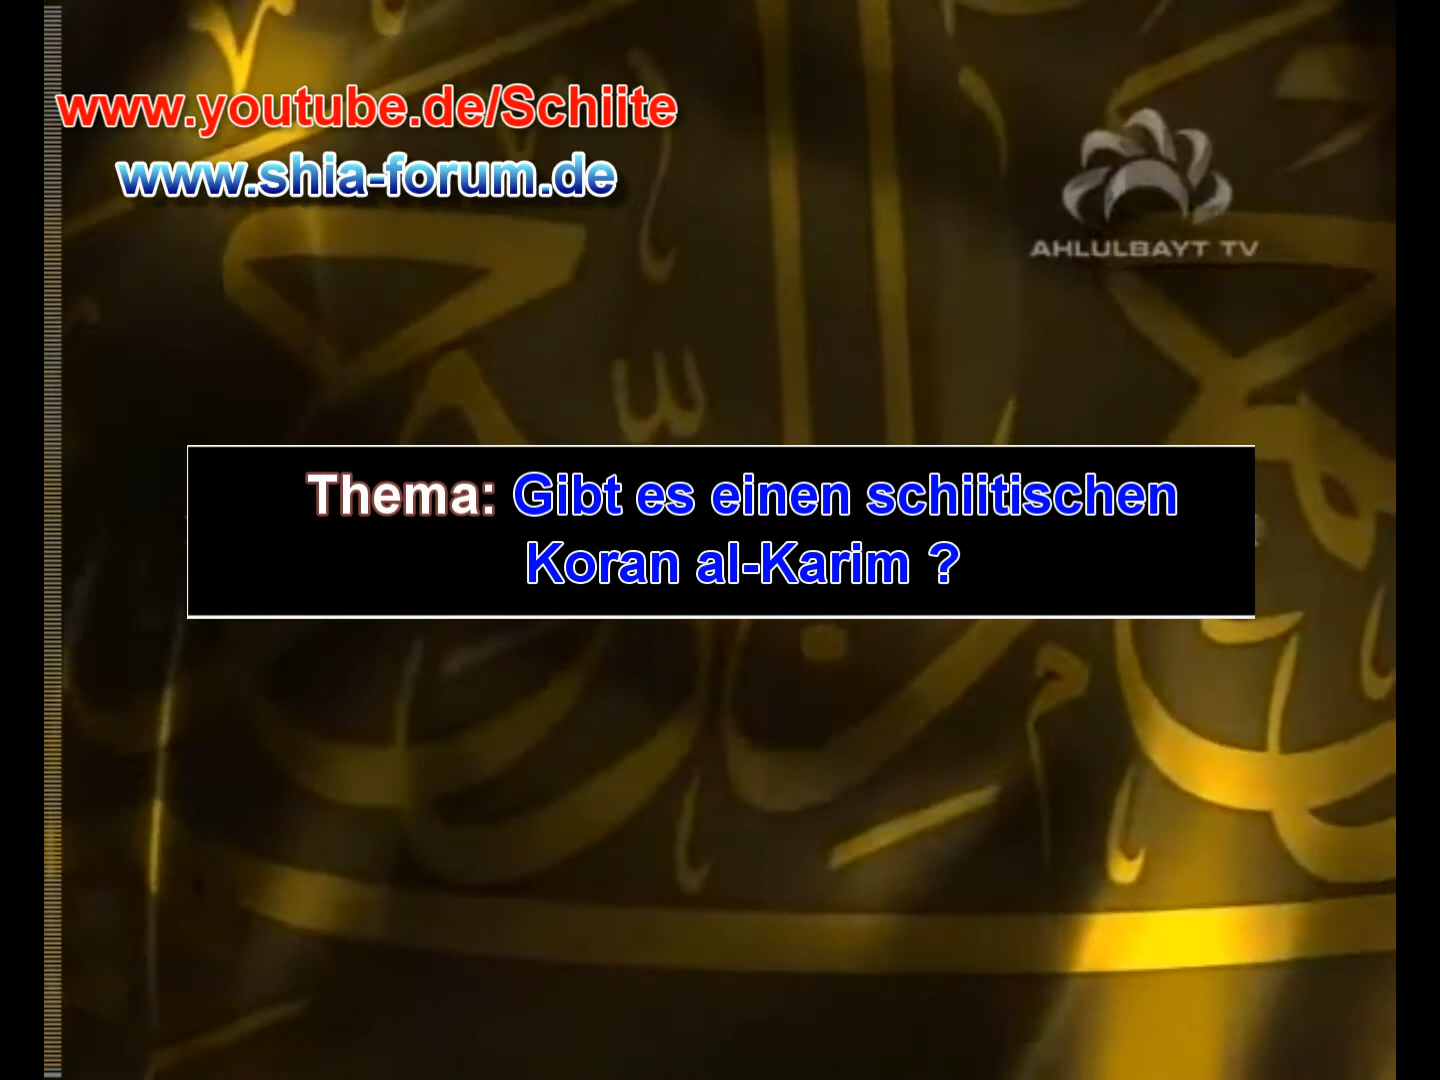 www.youtube.de/Schiite
www.shia-forum.de
AHLULBAYT TV
Thema: Gibt es einen schiitischen
Koran al-Karim ?